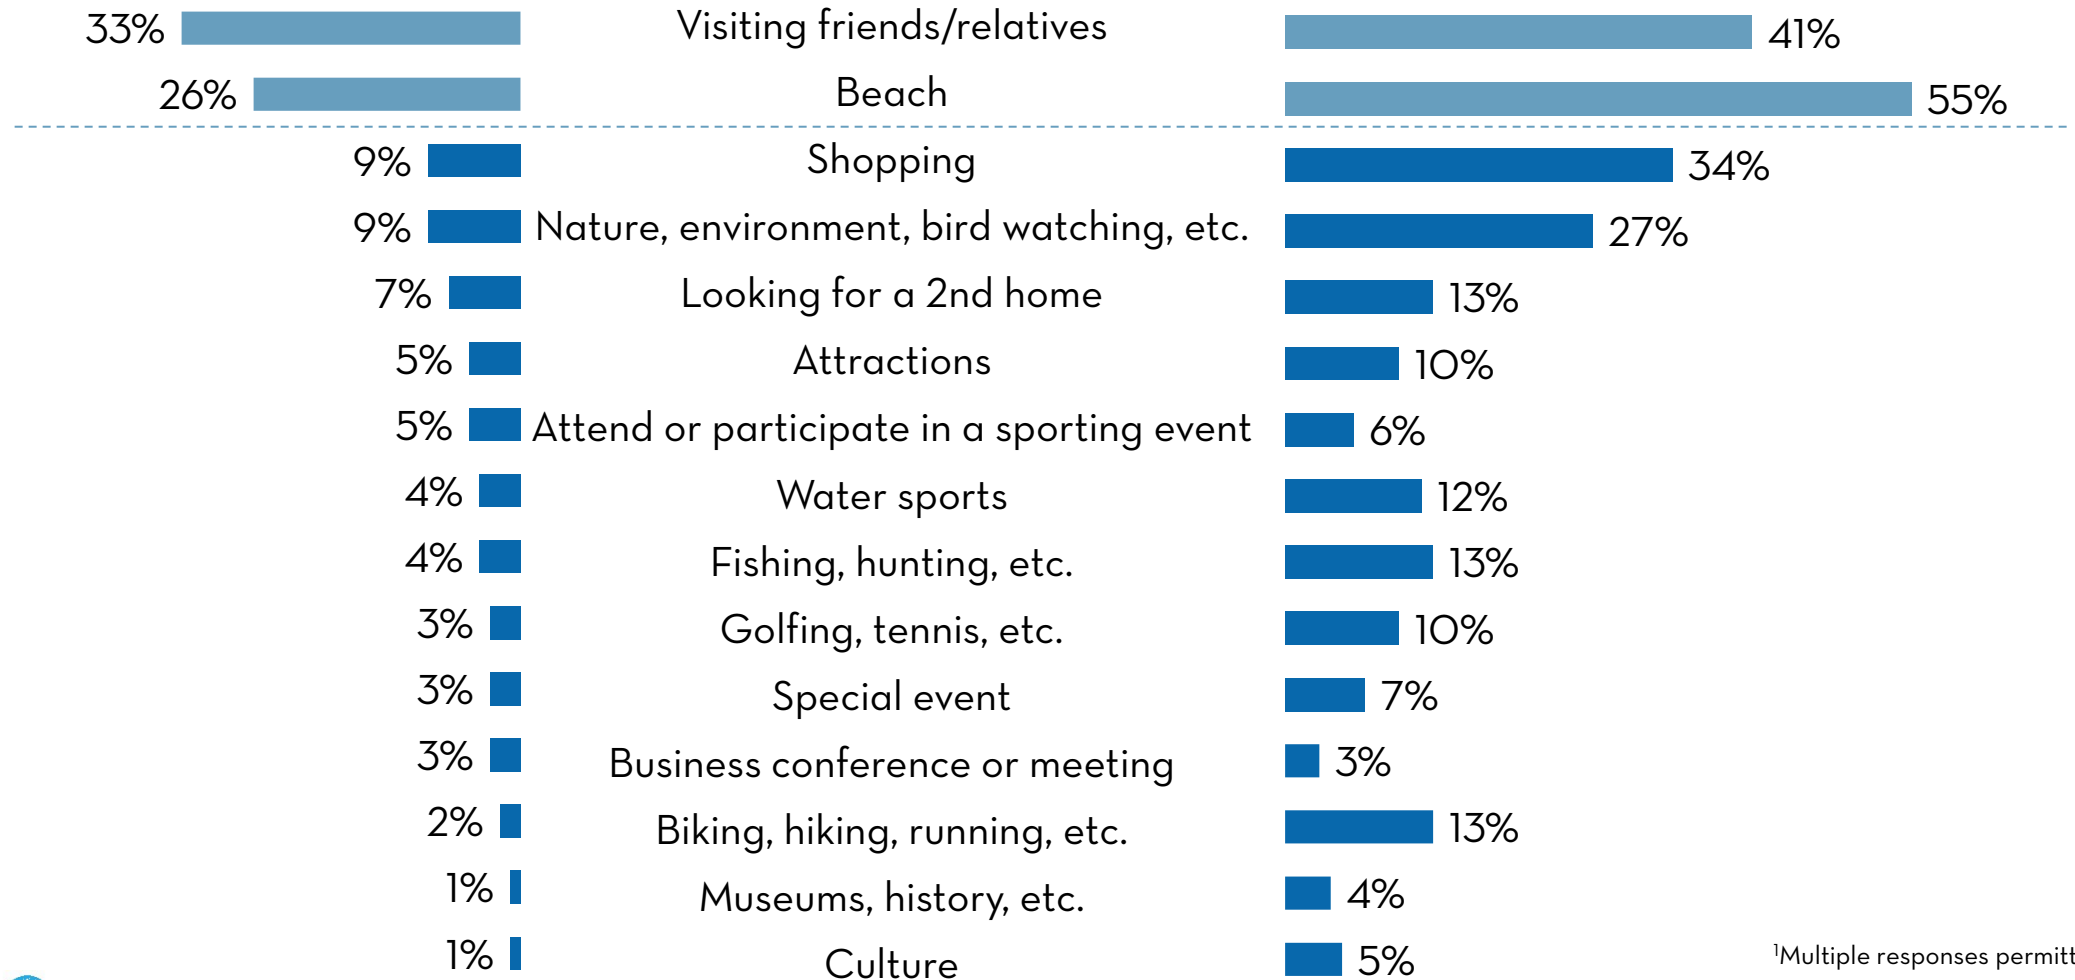 33% Visiting friends/relatives 41%
26% Beach 55%
9% Shopping 34%
9% Nature, environment, bird watching, etc. 27%
7% Looking for a 2nd home 13%
5% Attractions 10%
5% Attend or participate in a sporting event 6%
4% Water sports 12%
4% Fishing, hunting, etc. 13%
3% Golfing, tennis, etc. 10%
3% Special event 7%
3% Business conference or meeting 3%
2% Biking, hiking, running, etc. 13%
1% Museums, history, etc. 4%
1% Culture 5%
¹Multiple responses permitt